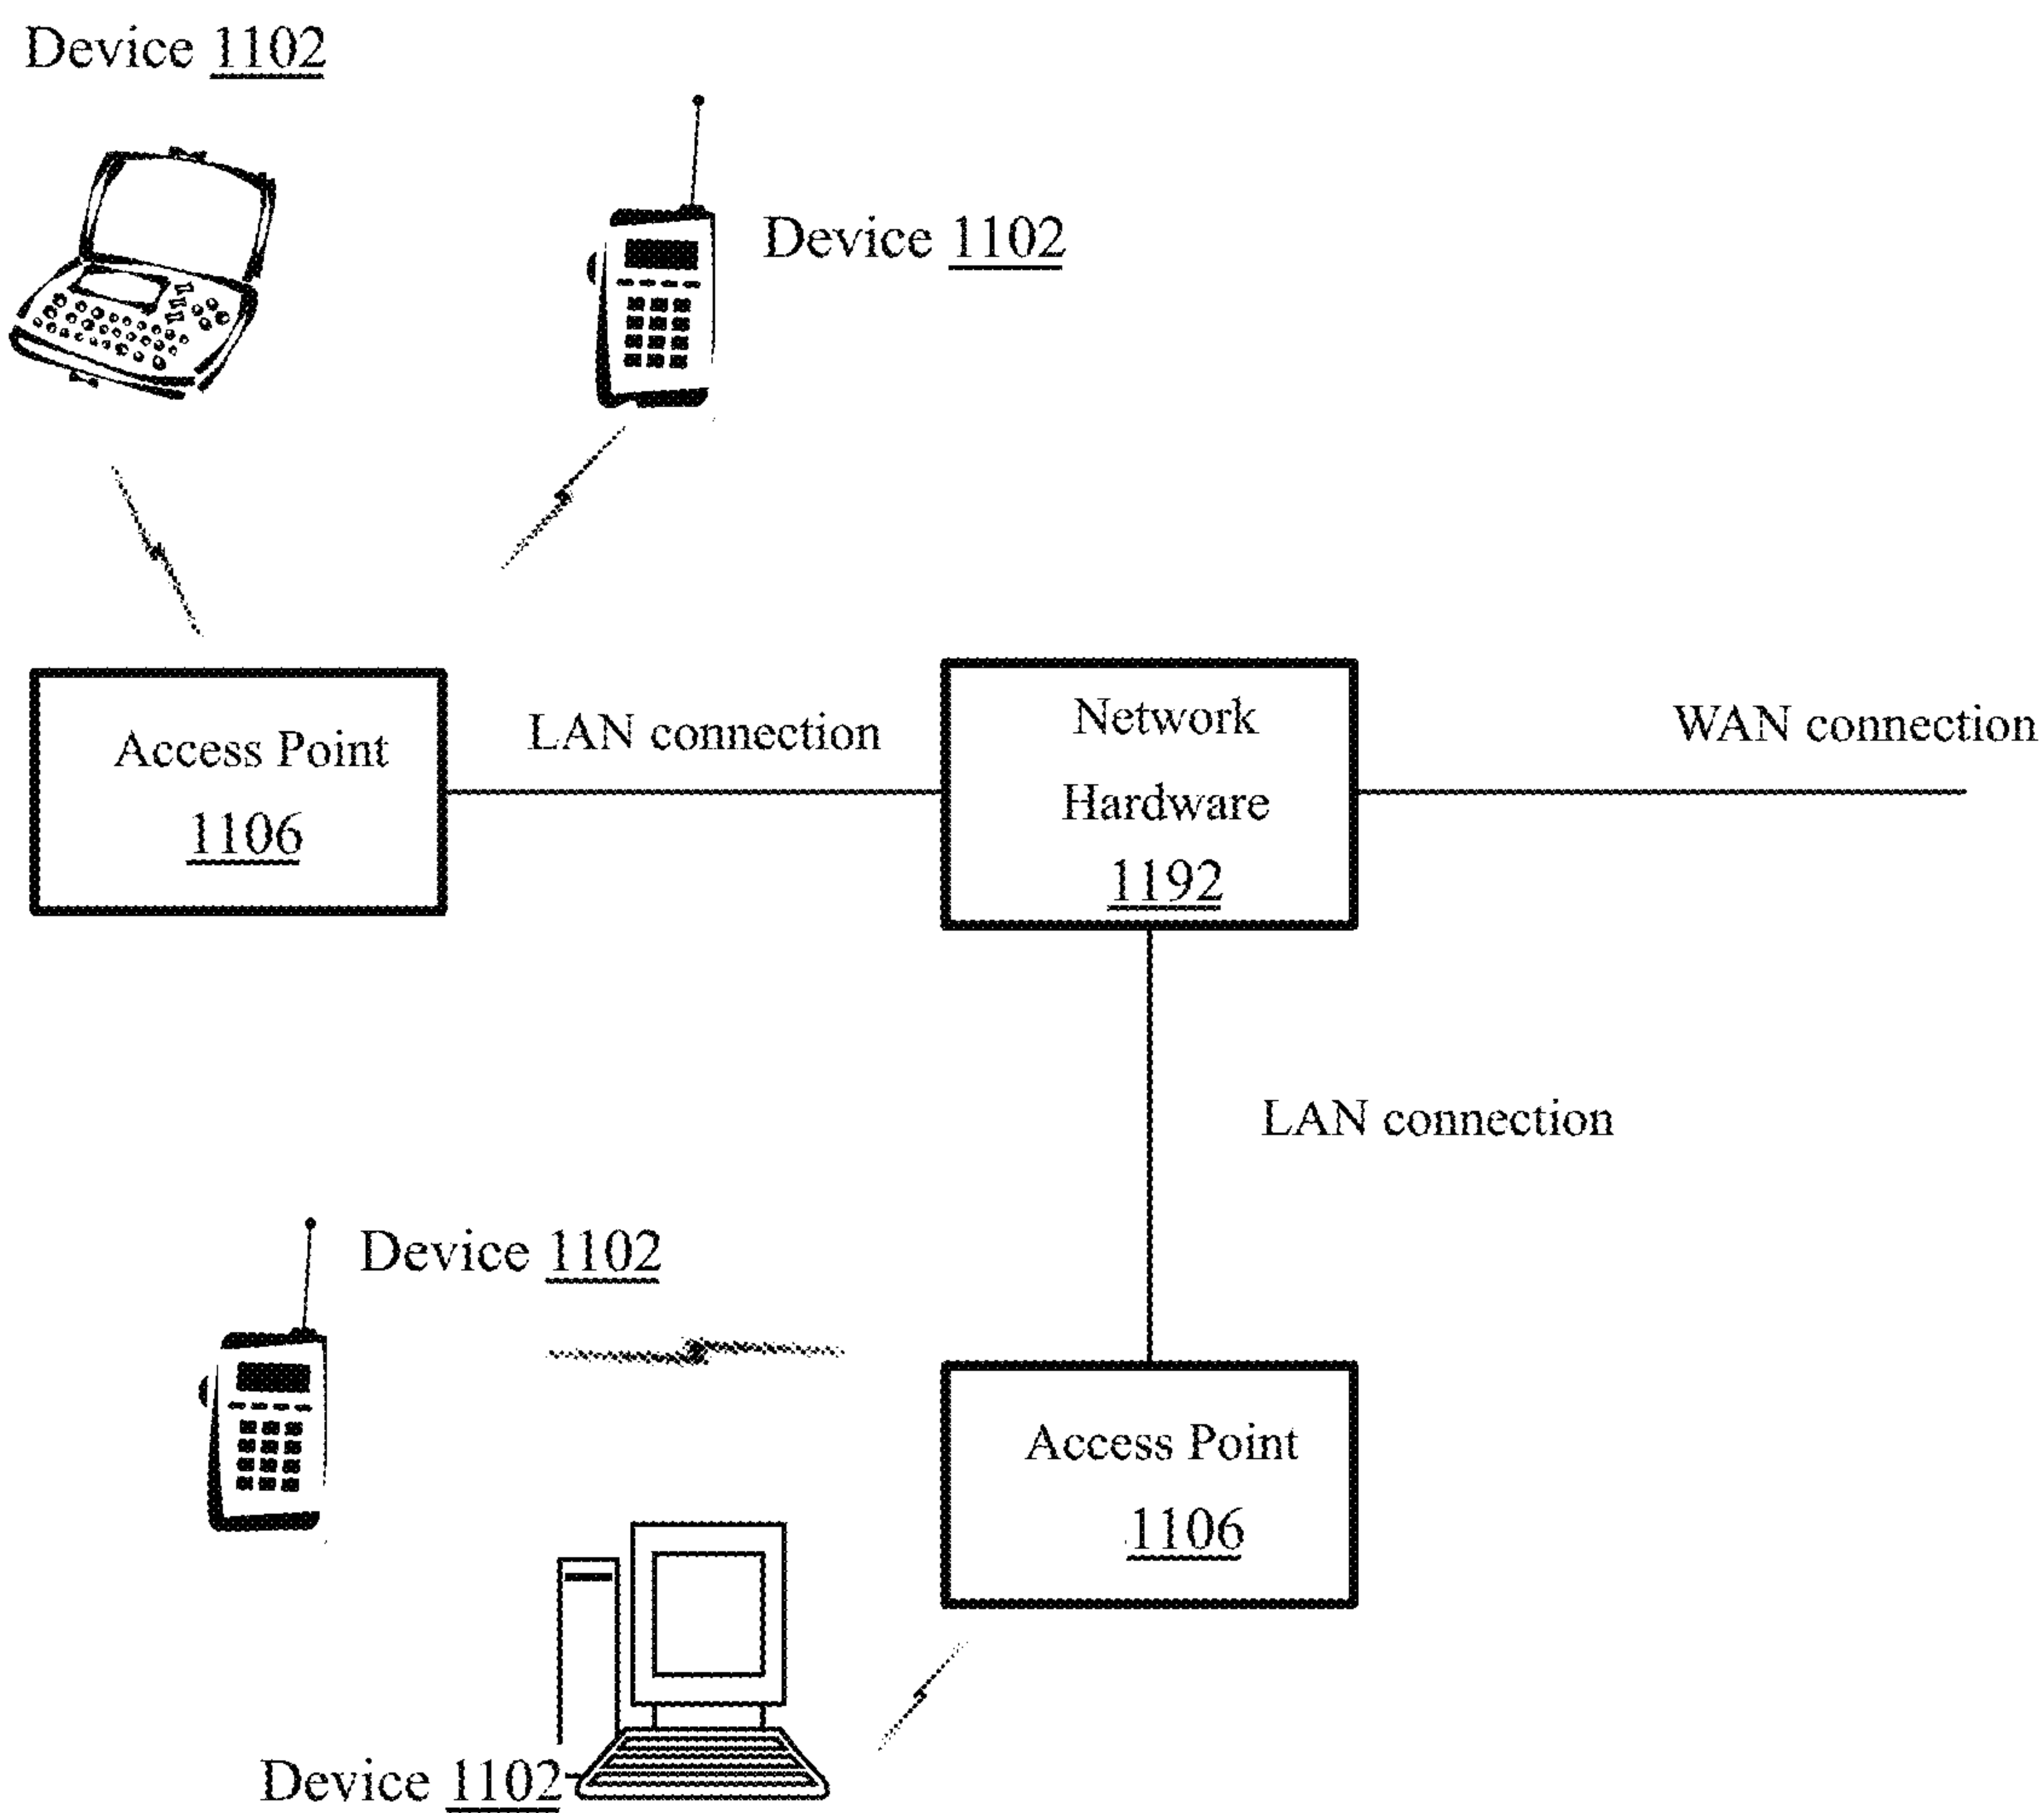 Device 1102
Device 1102
Access Point
1106
LAN connection
Network
Hardware
1192
WAN connection
LAN connection
Device 1102
Access Point
1106
Device 1102